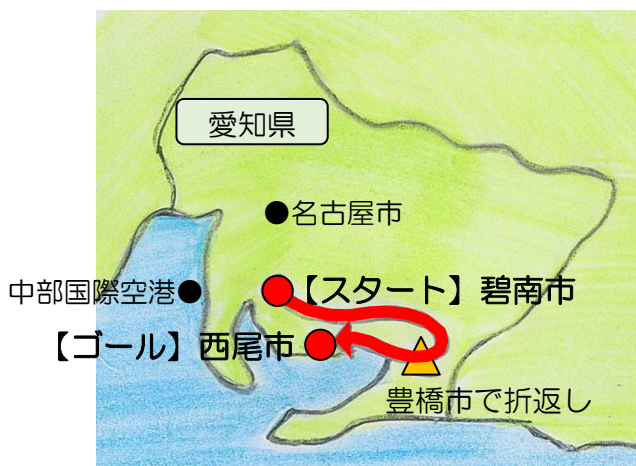 愛知県
●名古屋市
中部国際空港●
【スタート】碧南市
【ゴール】西尾市
豊橋市で折返し